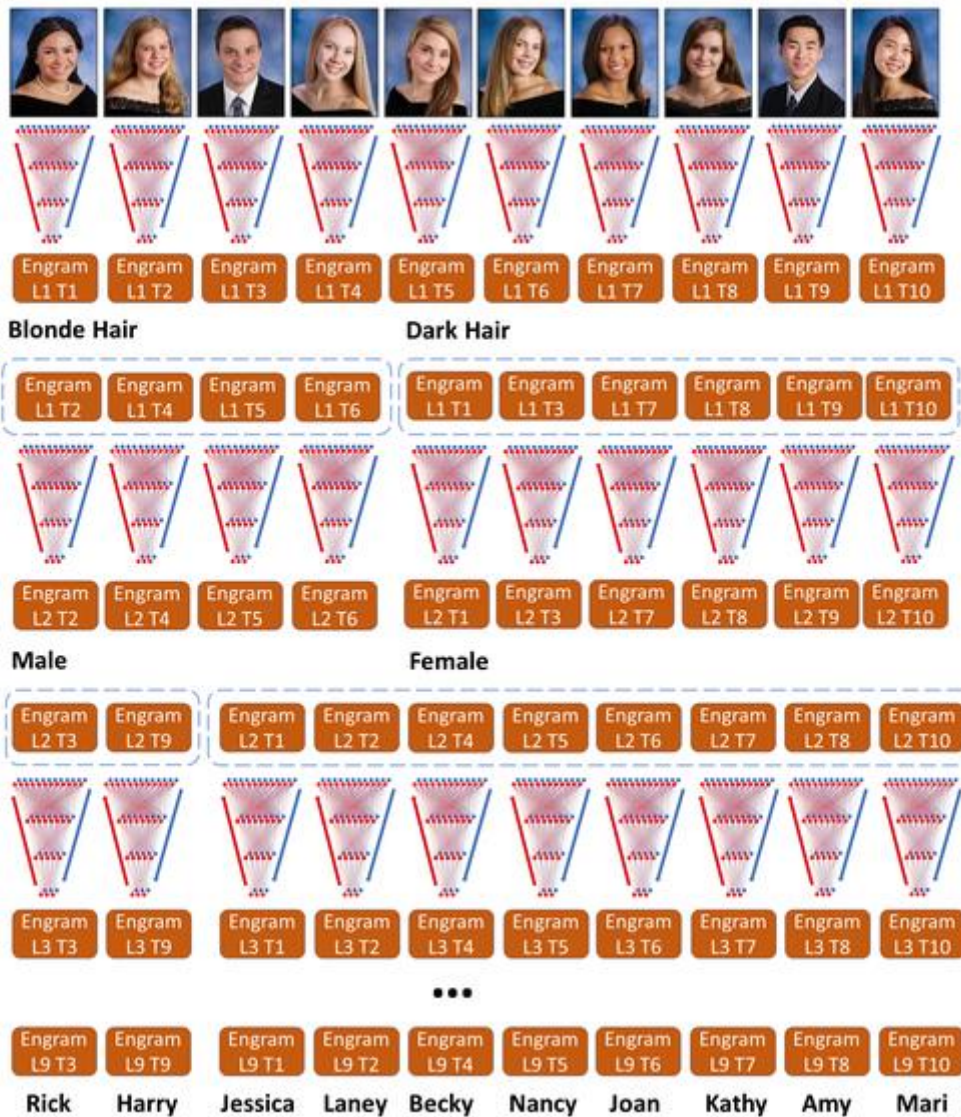 Engram Engram Engram Engram Engram Engram Engram Engram Engram Engram
L1 T1 L1 T2 L1 T3 L1 T4 L1 T5 L1 T6 L1 T7 L1 T8 L1 T9 L1 T10
Blonde Hair Dark Hair
Engram Engram Engram Engram Engram Engram Engram Engram Engram Engram
L1 T2 L1 T4 L1 T5 L1 T6 L1 T1 L1 T3 L1 T7 L1 T8 L1 T9 L1 T10
Engram Engram Engram Engram Engram Engram Engram Engram Engram Engram
L2 T2 L2 T4 L2 T5 L2 T6 L2 T1 L2 T3 L2 T7 L2 T8 L2 T9 L2 T10
Male Female
Engram Engram Engram Engram Engram Engram Engram Engram Engram Engram
L2 T3 L2 T9 L2 T1 L2 T2 L2 T4 L2 T5 L2 T6 L2 T7 L2 T8 L2 T10
Engram Engram Engram Engram Engram Engram Engram Engram Engram Engram
L3 T3 L3 T9 L3 T1 L3 T2 L3 T4 L3 T5 L3 T6 L3 T7 L3 T8 L3 T10
•••
Engram Engram Engram Engram Engram Engram Engram Engram Engram Engram
L9 T3 L9 T9 L9 T1 L9 T2 L9 T4 L9 T5 L9 T6 L9 T7 L9 T8 L9 T10
Rick Harry Jessica Laney Becky Nancy Joan Kathy Amy Mari